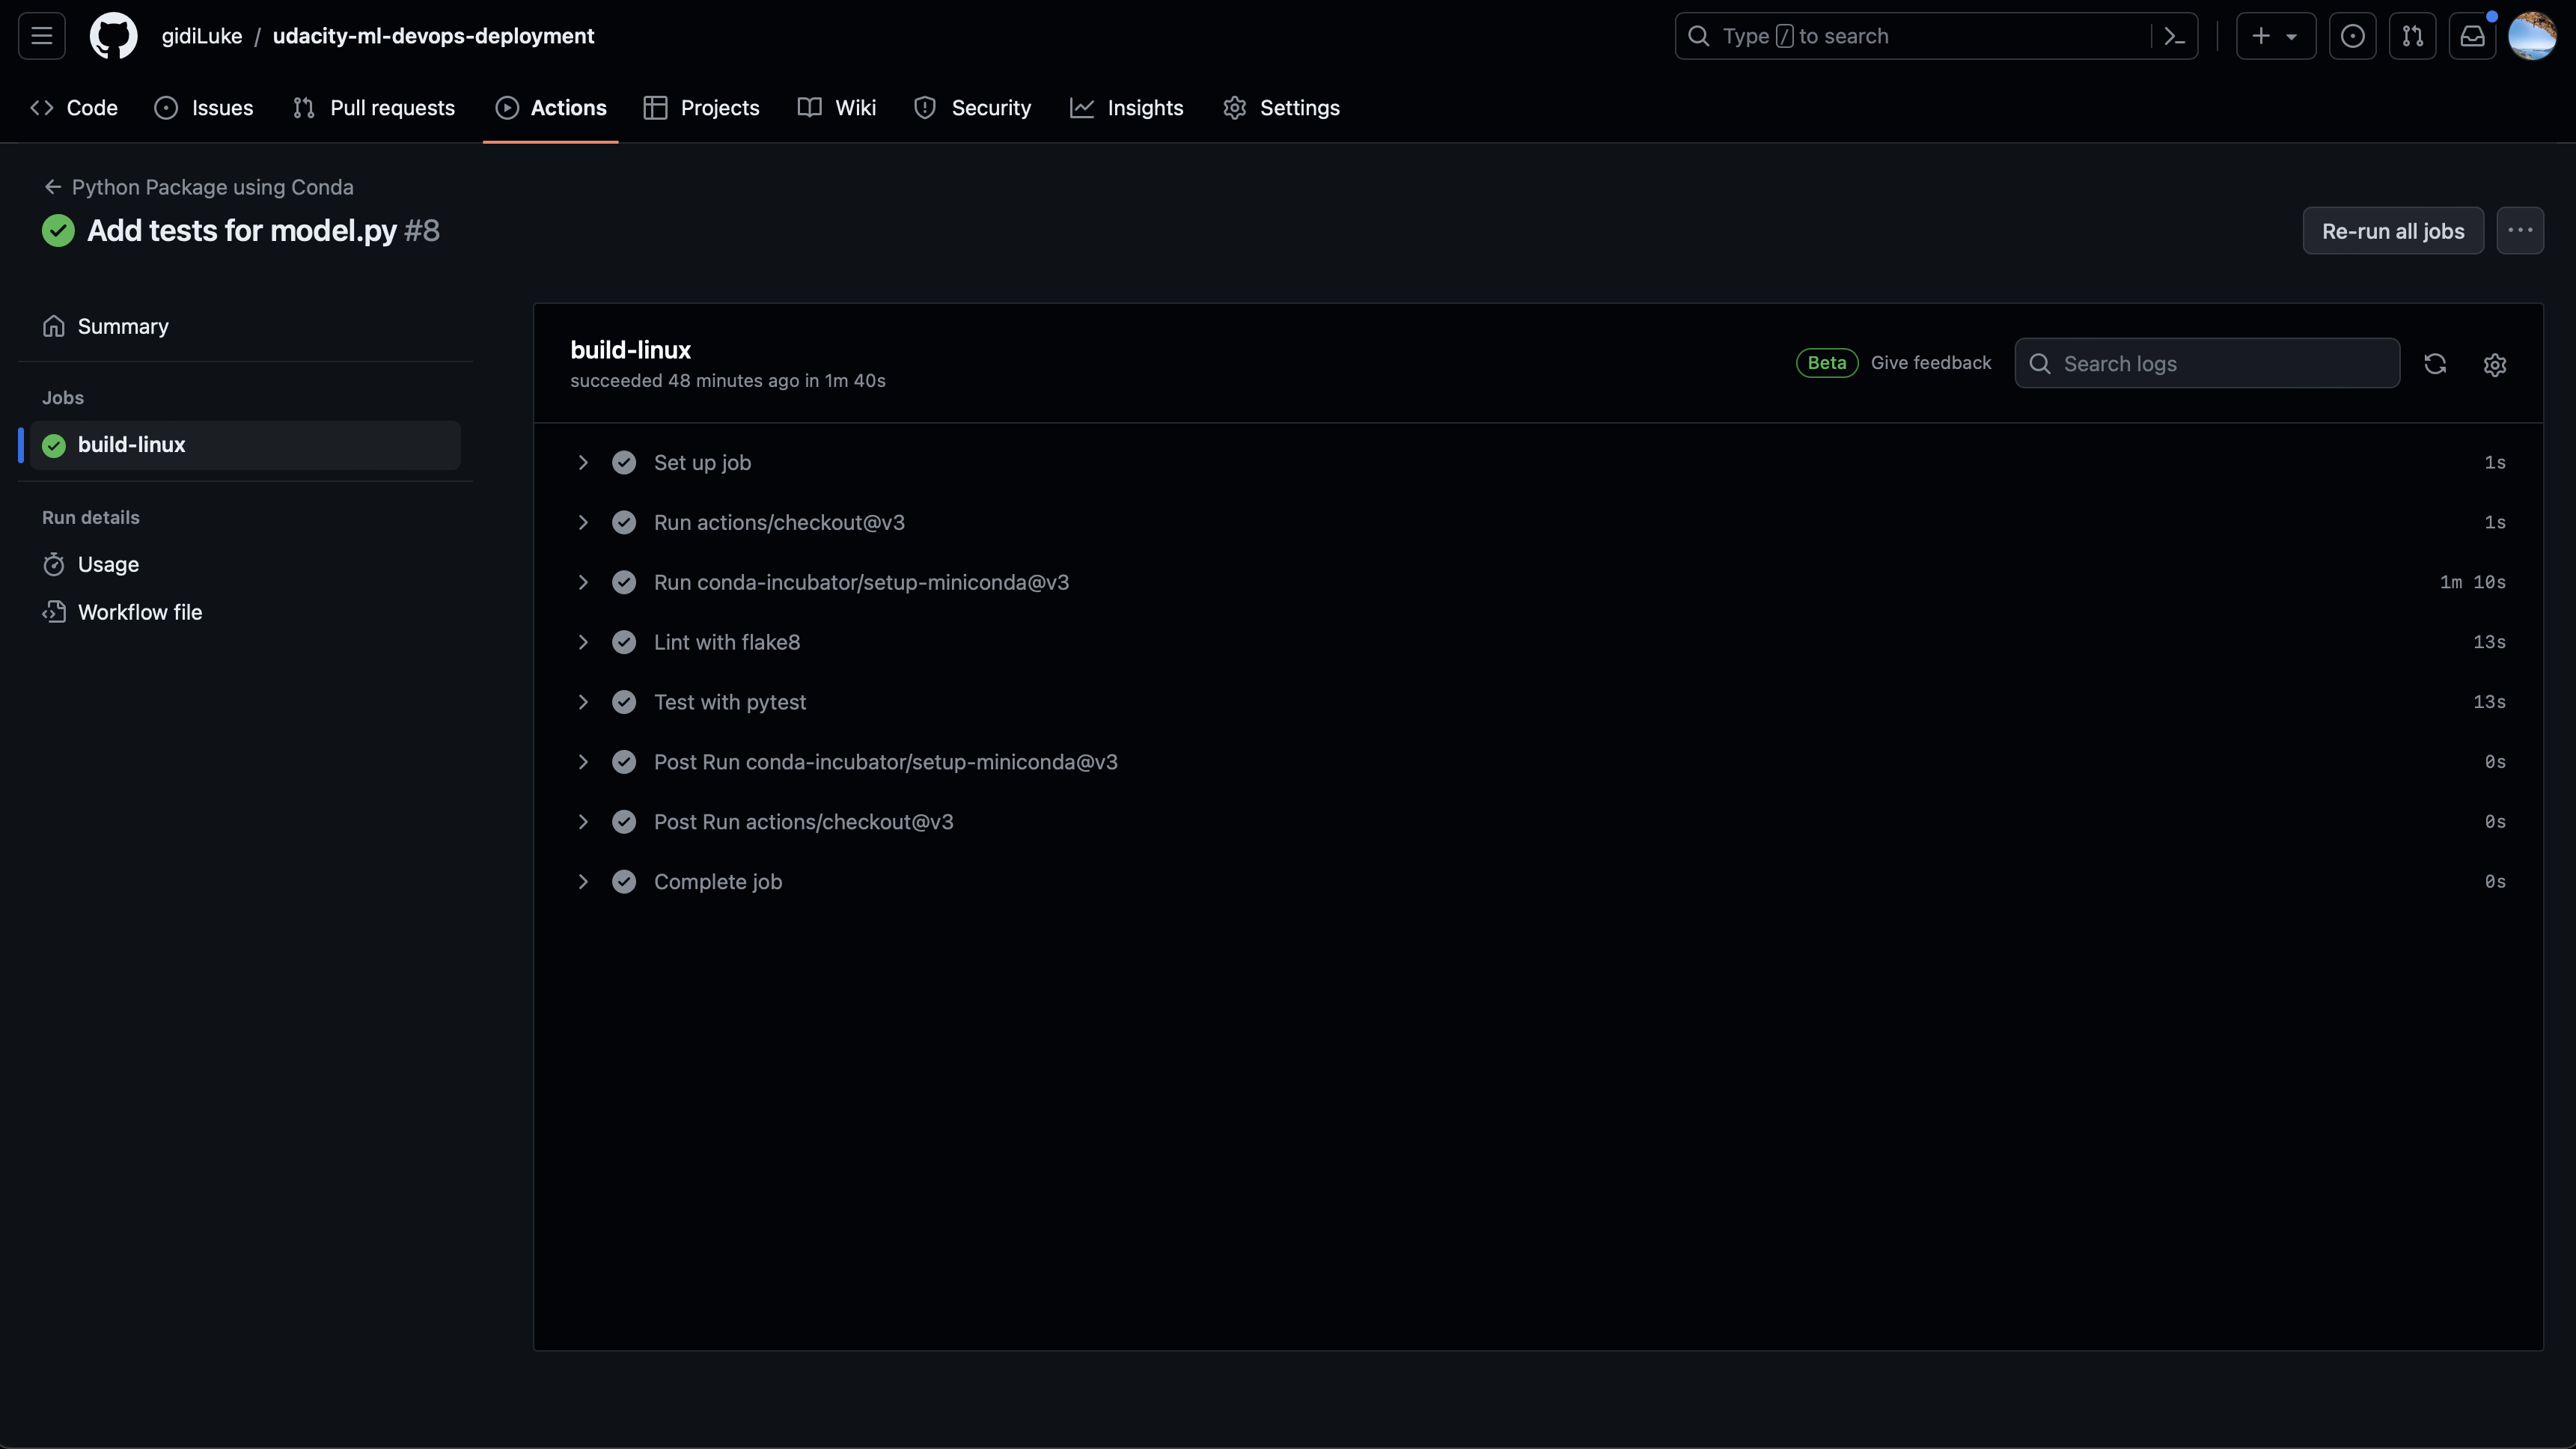 gidiLuke / udacity-ml-devops-deployment
Type / to search
Code Issues Pull requests Actions Projects Wiki Security Insights Settings
Python Package using Conda
Add tests for model.py #8
Re-run all jobs
Summary
Jobs
build-linux
Run details
Usage
Workflow file
build-linux
succeeded 48 minutes ago in 1m 40s
Beta Give feedback
Search logs
Set up job 1s
Run actions/checkout@v3 1s
Run conda-incubator/setup-miniconda@v3 1m 10s
Lint with flake8 13s
Test with pytest 13s
Post Run conda-incubator/setup-miniconda@v3 0s
Post Run actions/checkout@v3 0s
Complete job 0s